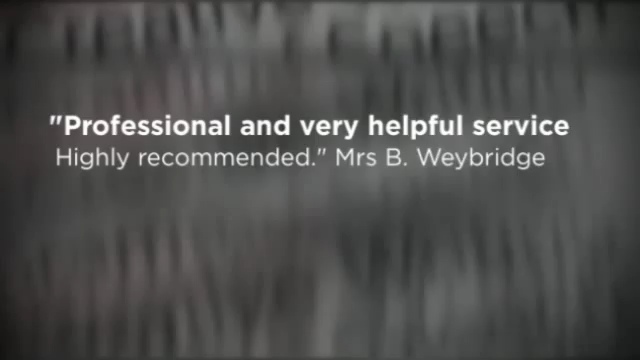 "Professional and very helpful service
Highly recommended." Mrs B. Weybridge